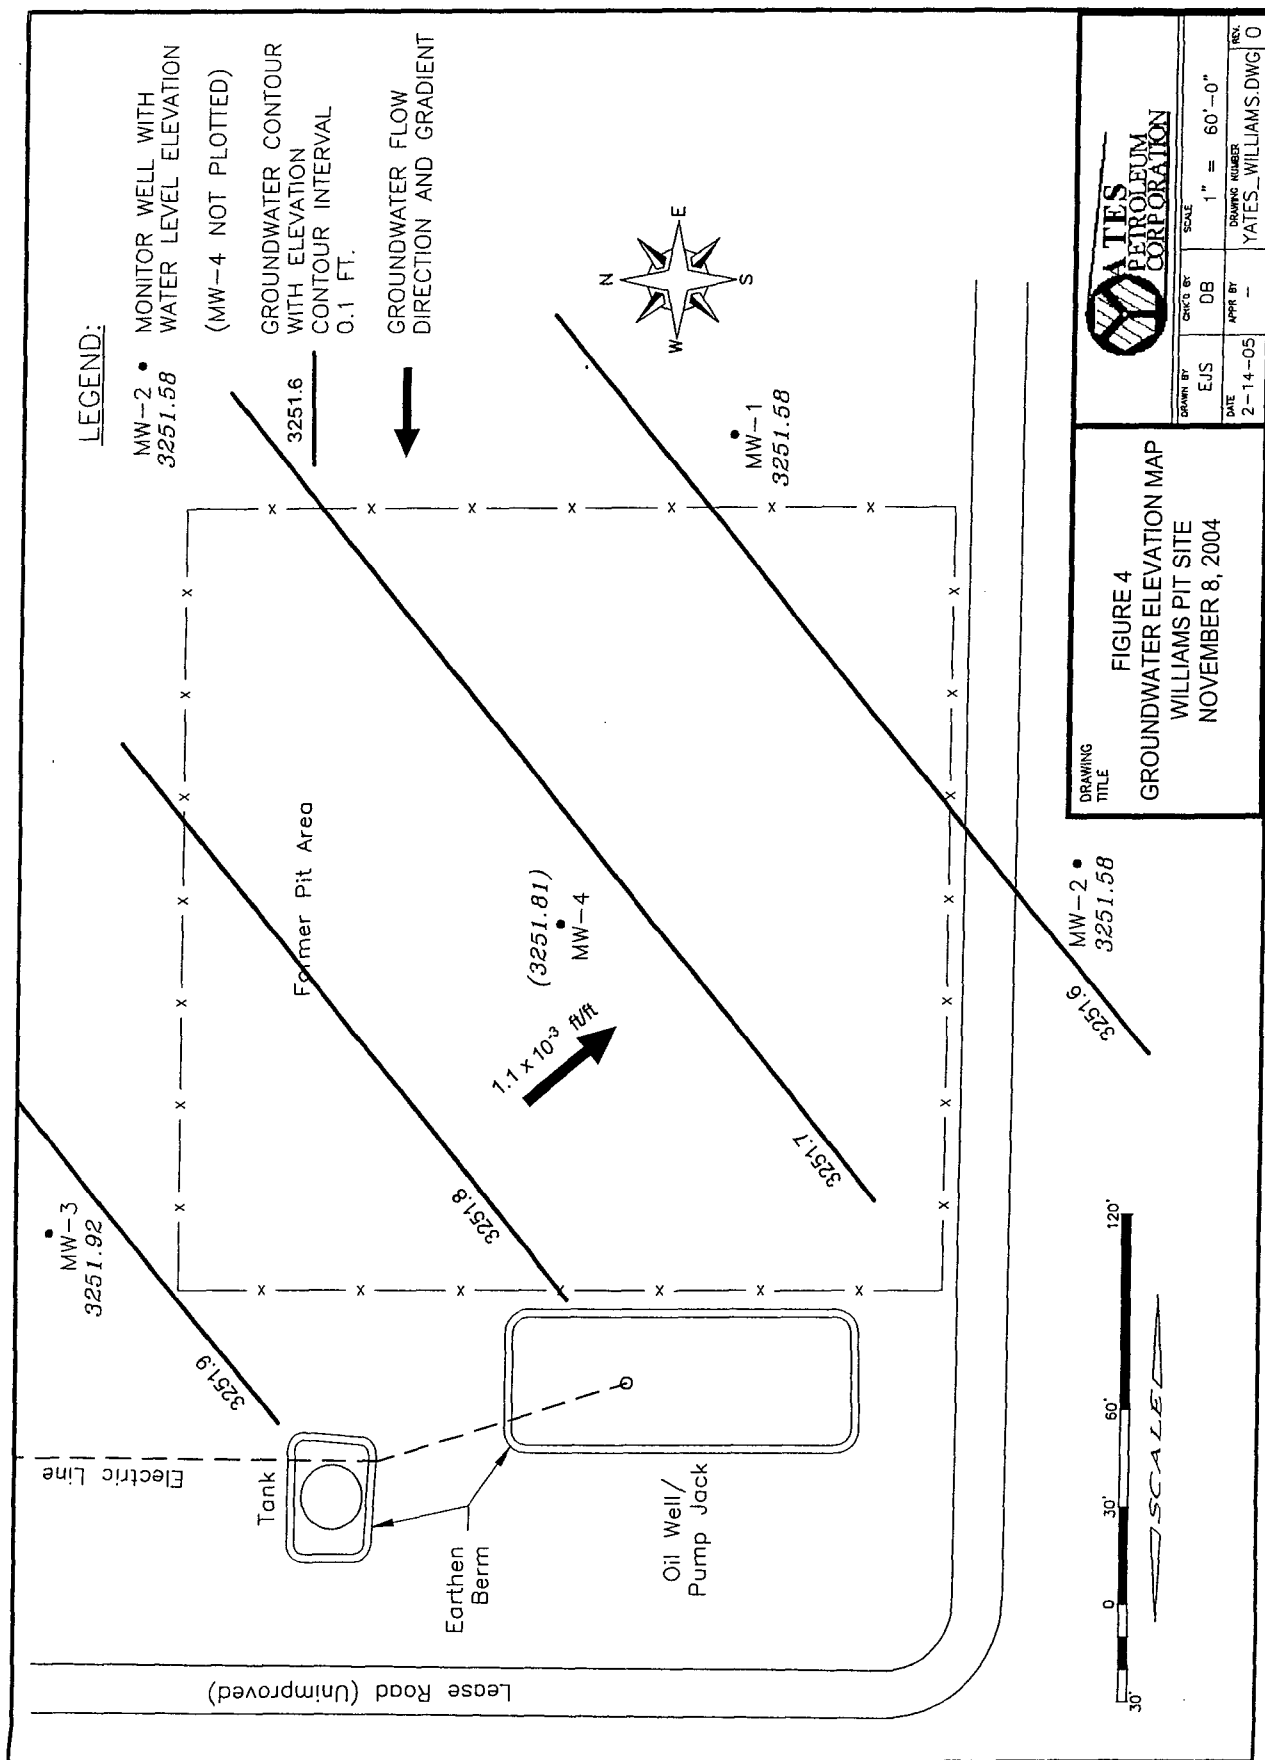 LEGEND:
MW-2
3251.58
MONITOR WELL WITH
WATER LEVEL ELEVATION
(MW-4 NOT PLOTTED)
3251.6
GROUNDWATER CONTOUR
WITH ELEVATION
CONTOUR INTERVAL
0.1 FT.
GROUNDWATER FLOW
DIRECTION AND GRADIENT
N
E
S
W
MW-3
3251.92
3251.9
Electric Line
Tank
Earthen
Berm
Oil Well/
Pump Jack
Lease Road (Unimproved)
Former Pit Area
3251.8
1.1 x 10⁻³ ft/ft
(3251.81)
MW-4
3251.7
MW-1
3251.58
MW-2
3251.58
3251.6
30'
0
30'
60'
120'
SCALE
DRAWING
TITLE
FIGURE 4
GROUNDWATER ELEVATION MAP
WILLIAMS PIT SITE
NOVEMBER 8, 2004
YATES
PETROLEUM
CORPORATION
DRAWN BY
EJS
CHK'D BY
DB
SCALE
1" = 60'-0"
DATE
2-14-05
APPR BY
--
DRAWING NUMBER
YATES_WILLIAMS.DWG
REV.
0